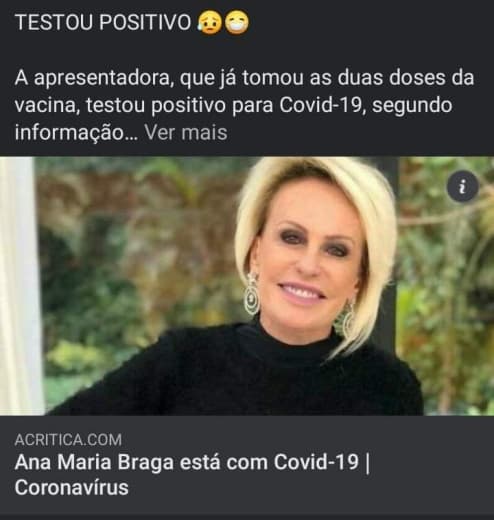 TESTOU POSITIVO 😥😷
A apresentadora, que já tomou as duas doses da
vacina, testou positivo para Covid-19, segundo
informação... Ver mais
i
ACRITICA.COM
Ana Maria Braga está com Covid-19 |
Coronavírus